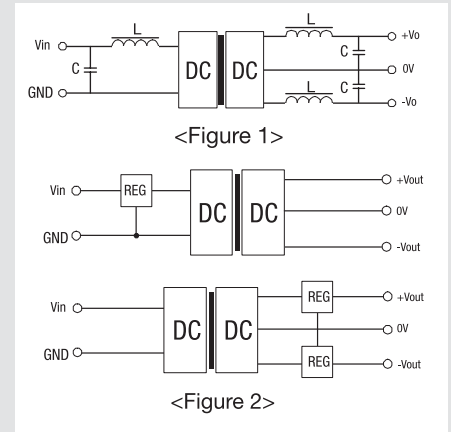 L
L
Vin
+Vo
C
C
DC
DC
0V
C
GND
L
-Vo
<Figure 1>
Vin
REG
+Vout
DC
DC
0V
GND
-Vout
Vin
REG
+Vout
DC
DC
0V
GND
REG
-Vout
<Figure 2>